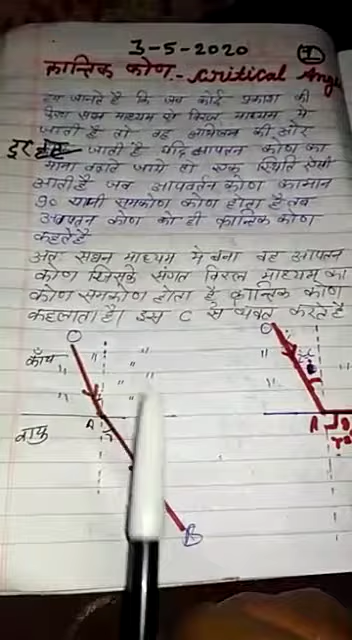 3-5-2020
1
क्रान्तिक कोण - critical Angle
हम जानते है कि जब कोई प्रकाश की
सघन माध्यम से विरल माध्यम में
जाती है तो वह अभिलम्ब की ओर
दूर जाती है यदि आपतन कोण का
मान बढाते जाये तो एक स्थिति ऐसी
आती है जब अपवर्तन कोण का मान
90 यानी समकोण कोण होता है तब
आपतन कोण को ही क्रान्तिक कोण
कहते है
अतः सघन माध्यम में बना वह आपतन
कोण जिसके संगत विरल माध्यम का
कोण समकोण होता है क्रान्तिक कोण
कहलाता है। इस C से व्यक्त करते है
O
O
काँच
A
A
वायु
r
B